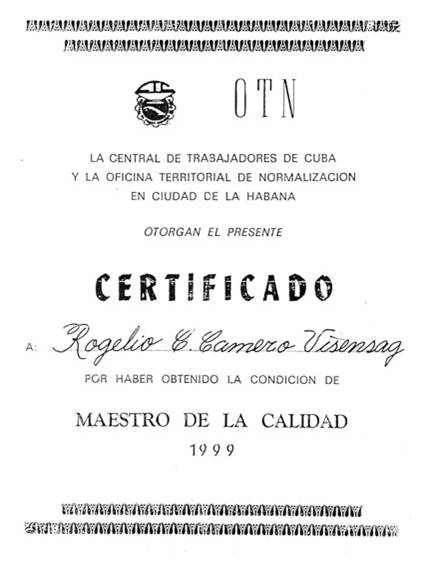 CTC
OTN
LA CENTRAL DE TRABAJADORES DE CUBA
Y LA OFICINA TERRITORIAL DE NORMALIZACION
EN CIUDAD DE LA HABANA
OTORGAN EL PRESENTE
CERTIFICADO
A: Rogelio C. Camero Visensag
POR HABER OBTENIDO LA CONDICION DE
MAESTRO DE LA CALIDAD
1999